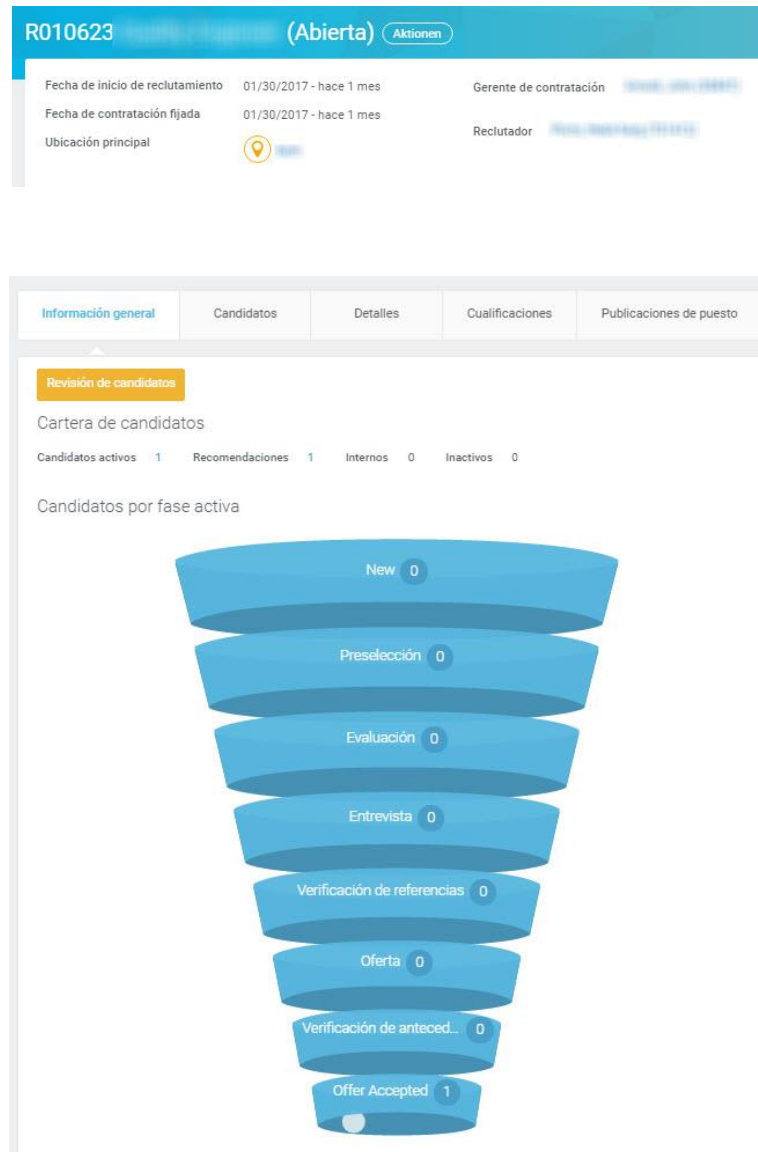 R010623 (Abierta) Aktionen
Fecha de inicio de reclutamiento 01/30/2017 - hace 1 mes Gerente de contratación
Fecha de contratación fijada 01/30/2017 - hace 1 mes
Reclutador
Ubicación principal
Información general Candidatos Detalles Cualificaciones Publicaciones de puesto
Revisión de candidatos
Cartera de candidatos
Candidatos activos 1 Recomendaciones 1 Internos 0 Inactivos 0
Candidatos por fase activa
New 0
Preselección 0
Evaluación 0
Entrevista 0
Verificación de referencias 0
Oferta 0
Verificación de anteced... 0
Offer Accepted 1